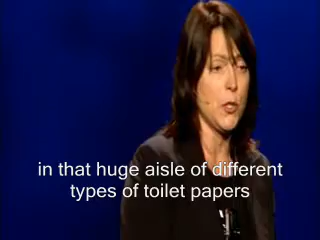 in that huge aisle of different
types of toilet papers